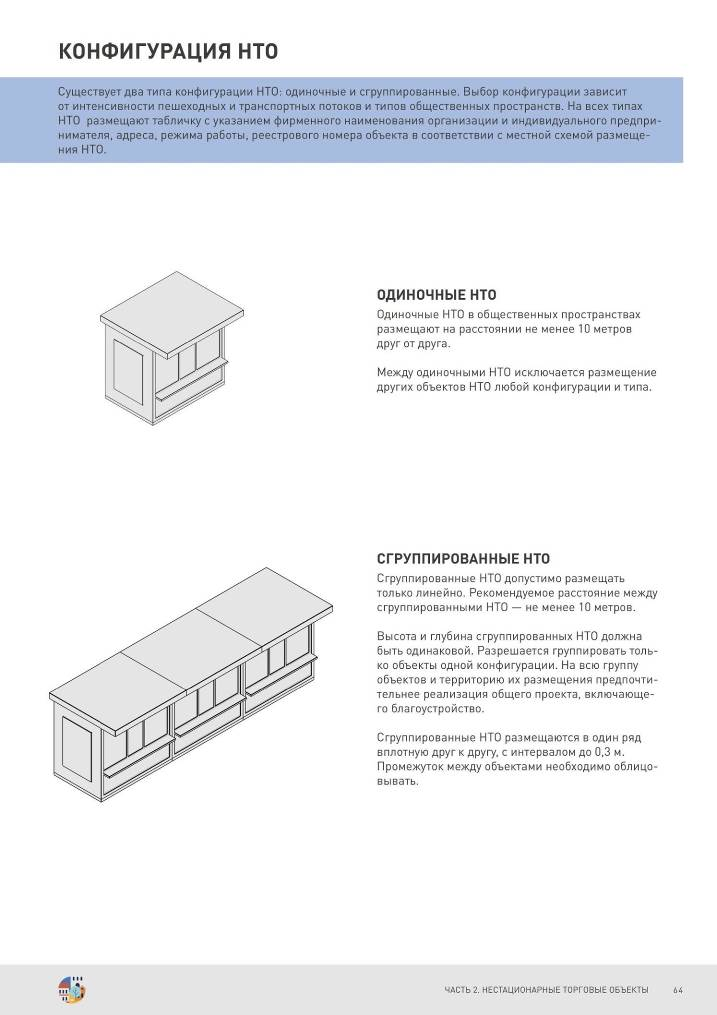 КОНФИГУРАЦИЯ НТО
Существует два типа конфигурации НТО: одиночные и сгруппированные. Выбор конфигурации зависит
от интенсивности пешеходных и транспортных потоков и типов общественных пространств. На всех типах
НТО размещают табличку с указанием фирменного наименования организации и индивидуального предпри-
нимателя, адреса, режима работы, реестрового номера объекта в соответствии с местной схемой размеще-
ния НТО.
ОДИНОЧНЫЕ НТО
Одиночные НТО в общественных пространствах
размещают на расстоянии не менее 10 метров
друг от друга.
Между одиночными НТО исключается размещение
других объектов НТО любой конфигурации и типа.
СГРУППИРОВАННЫЕ НТО
Сгруппированные НТО допустимо размещать
только линейно. Рекомендуемое расстояние между
сгруппированными НТО — не менее 10 метров.
Высота и глубина сгруппированных НТО должна
быть одинаковой. Разрешается группировать толь-
ко объекты одной конфигурации. На всю группу
объектов и территорию их размещения предпочти-
тельнее реализация общего проекта, включающе-
го благоустройство.
Сгруппированные НТО размещаются в один ряд
вплотную друг к другу, с интервалом до 0,3 м.
Промежуток между объектами необходимо облицо-
вывать.
ЧАСТЬ 2. НЕСТАЦИОНАРНЫЕ ТОРГОВЫЕ ОБЪЕКТЫ 64